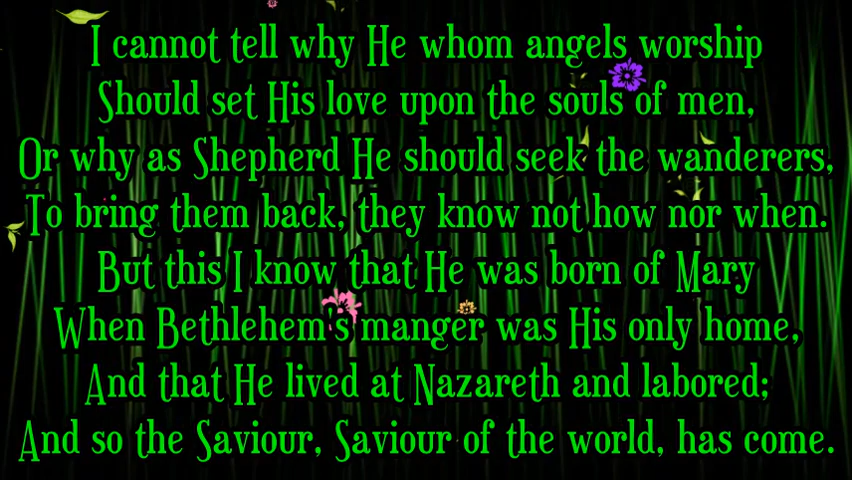 I cannot tell why He whom angels worship
Should set His love upon the souls of men,
Or why as Shepherd He should seek the wanderers,
To bring them back, they know not how nor when.
But this I know that He was born of Mary
When Bethlehem's manger was His only home,
And that He lived at Nazareth and labored;
And so the Saviour, Saviour of the world, has come.